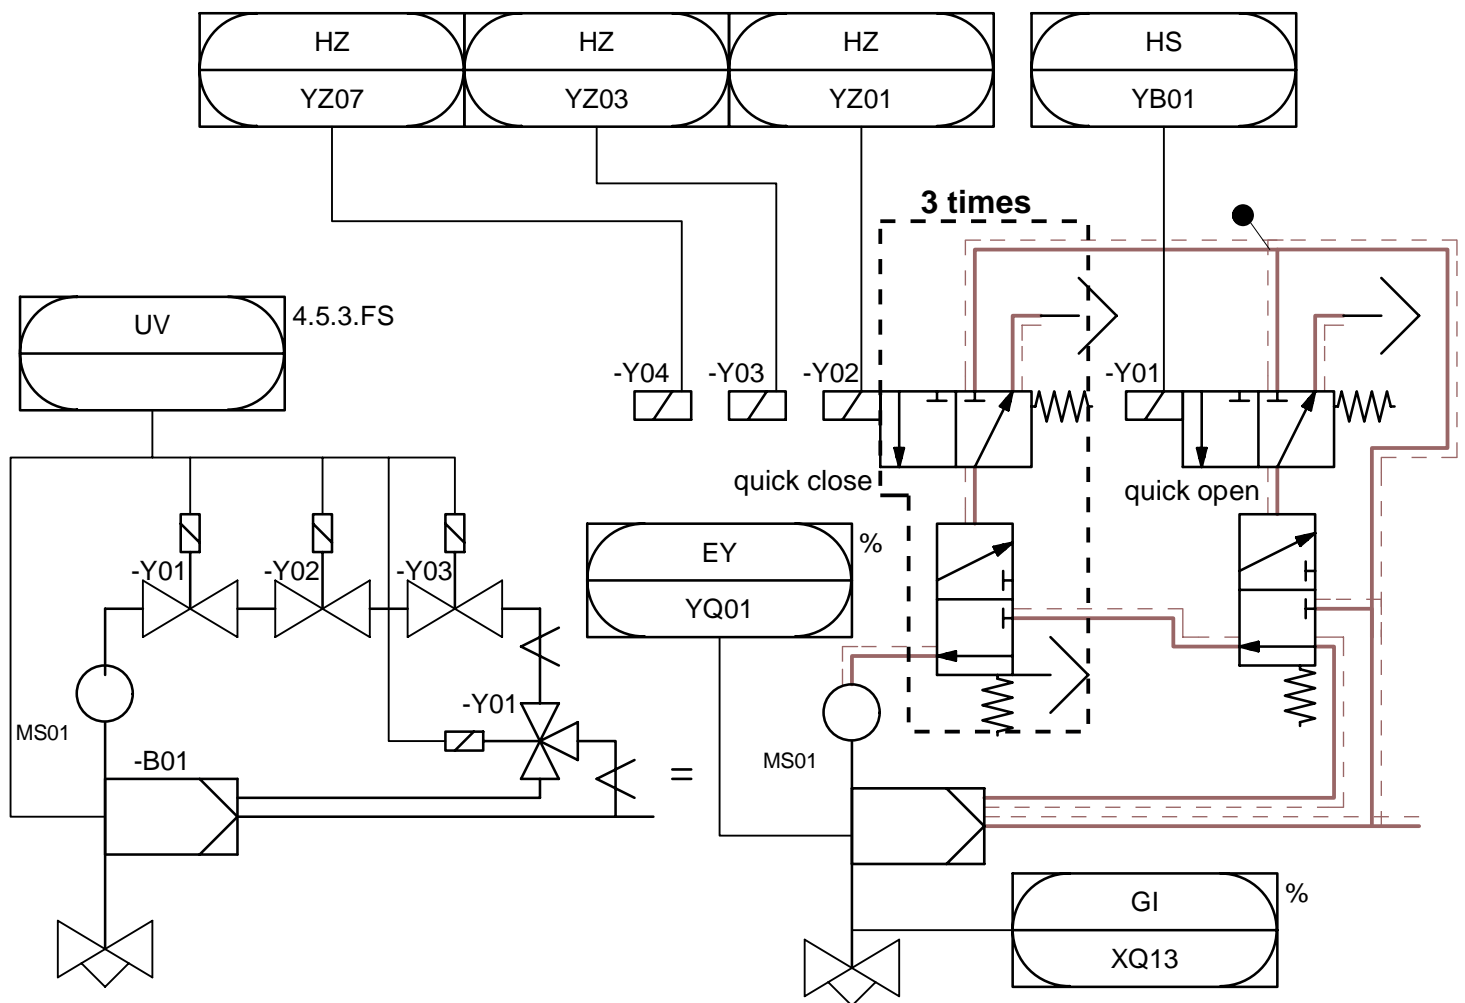 HZ
HZ
HZ
HS
YZ07
YZ03
YZ01
YB01
3 times
UV
4.5.3.FS
-Y04
-Y03
-Y02
-Y01
quick close
quick open
EY
%
YQ01
-Y01
-Y02
-Y03
-Y01
MS01
-B01
=
MS01
GI
%
XQ13